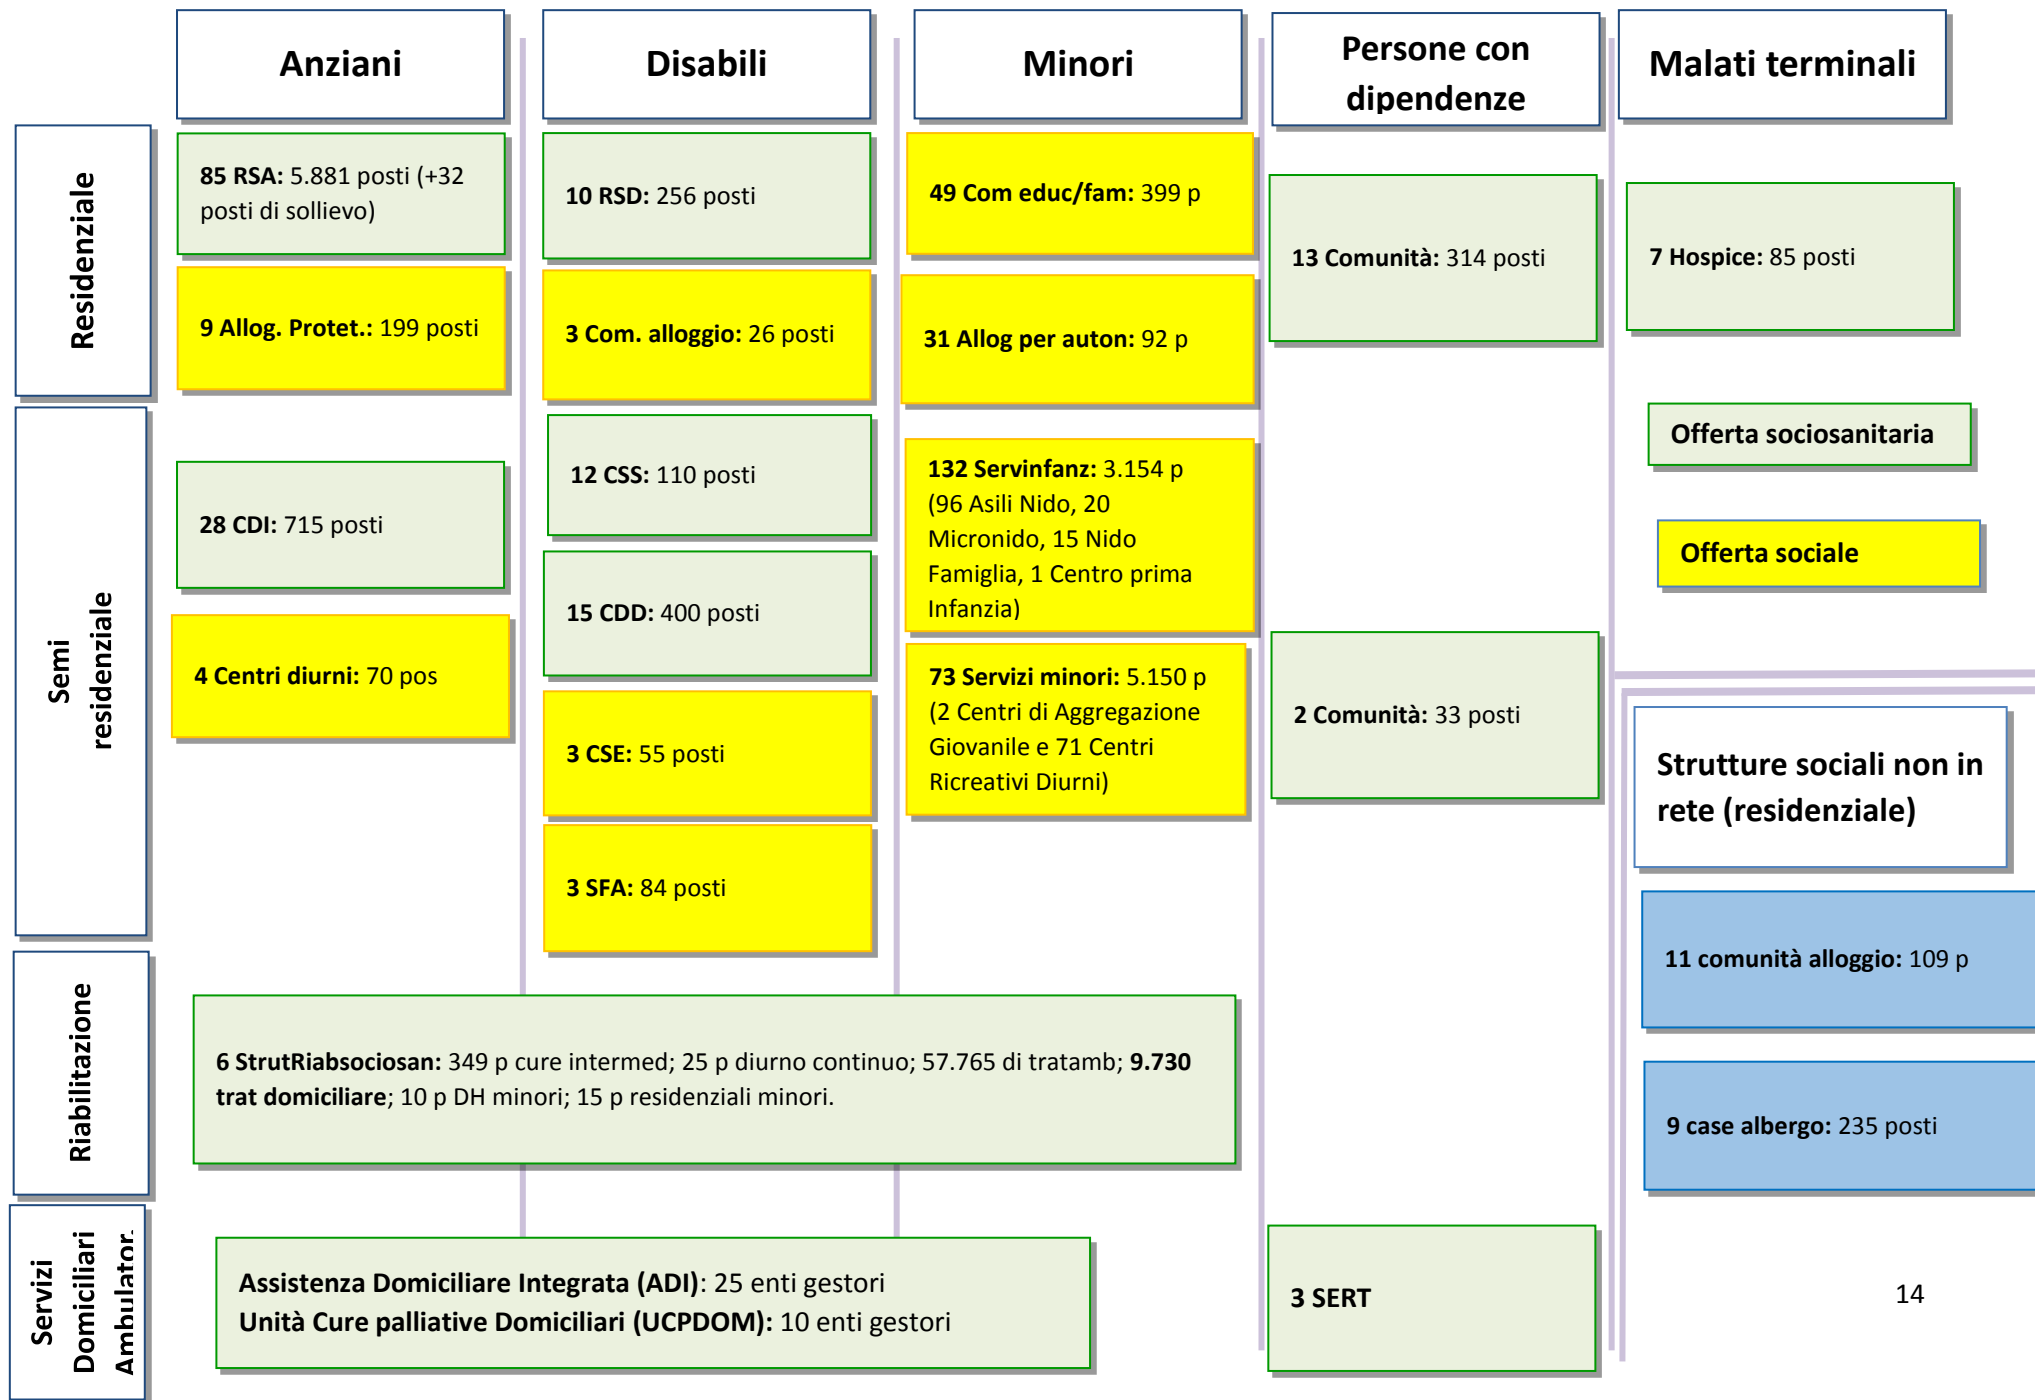 Anziani
Disabili
Minori
Persone con
dipendenze
Malati terminali
Residenziale
85 RSA: 5.881 posti (+32
posti di sollievo)
9 Allog. Protet.: 199 posti
10 RSD: 256 posti
3 Com. alloggio: 26 posti
49 Com educ/fam: 399 p
31 Allog per auton: 92 p
13 Comunità: 314 posti
7 Hospice: 85 posti
Offerta sociosanitaria
Offerta sociale
Semi
residenziale
28 CDI: 715 posti
4 Centri diurni: 70 pos
12 CSS: 110 posti
15 CDD: 400 posti
3 CSE: 55 posti
3 SFA: 84 posti
132 Servinfanz: 3.154 p
(96 Asili Nido, 20
Micronido, 15 Nido
Famiglia, 1 Centro prima
Infanzia)
73 Servizi minori: 5.150 p
(2 Centri di Aggregazione
Giovanile e 71 Centri
Ricreativi Diurni)
2 Comunità: 33 posti
Strutture sociali non in
rete (residenziale)
11 comunità alloggio: 109 p
9 case albergo: 235 posti
Riabilitazione
6 StrutRiabsociosan: 349 p cure intermed; 25 p diurno continuo; 57.765 di tratamb; 9.730
trat domiciliare; 10 p DH minori; 15 p residenziali minori.
Servizi
Domiciliari
Ambulator.
Assistenza Domiciliare Integrata (ADI): 25 enti gestori
Unità Cure palliative Domiciliari (UCPDOM): 10 enti gestori
3 SERT
14